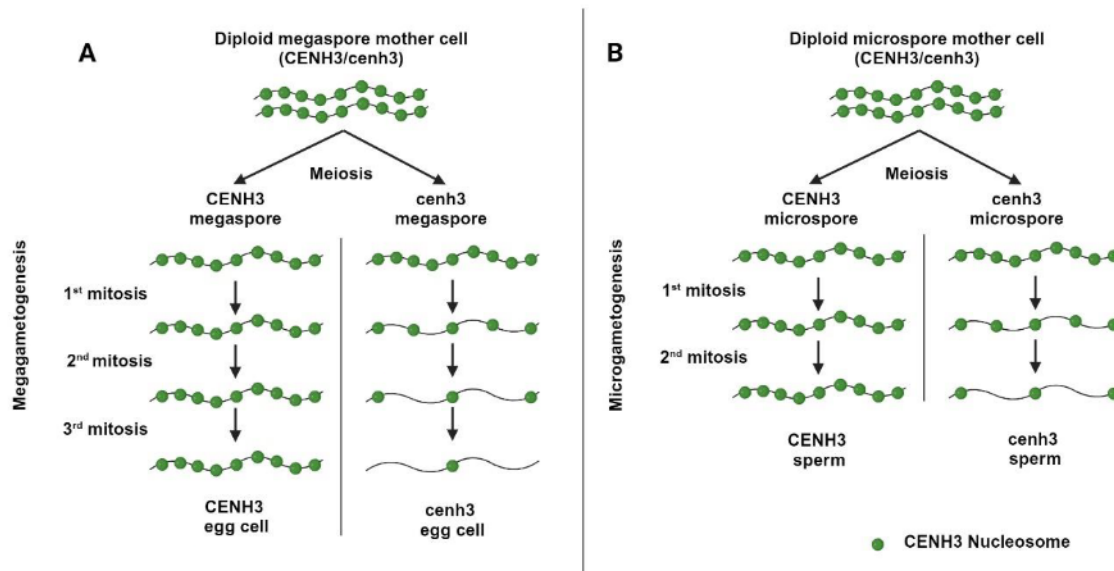 A
Diploid megaspore mother cell
(CENH3/cenh3)
Meiosis
CENH3
megaspore
cenh3
megaspore
Megagametogenesis
1st mitosis
2nd mitosis
3rd mitosis
CENH3
egg cell
cenh3
egg cell
B
Diploid microspore mother cell
(CENH3/cenh3)
Meiosis
CENH3
microspore
cenh3
microspore
Microgametogenesis
1st mitosis
2nd mitosis
CENH3
sperm
cenh3
sperm
CENH3 Nucleosome